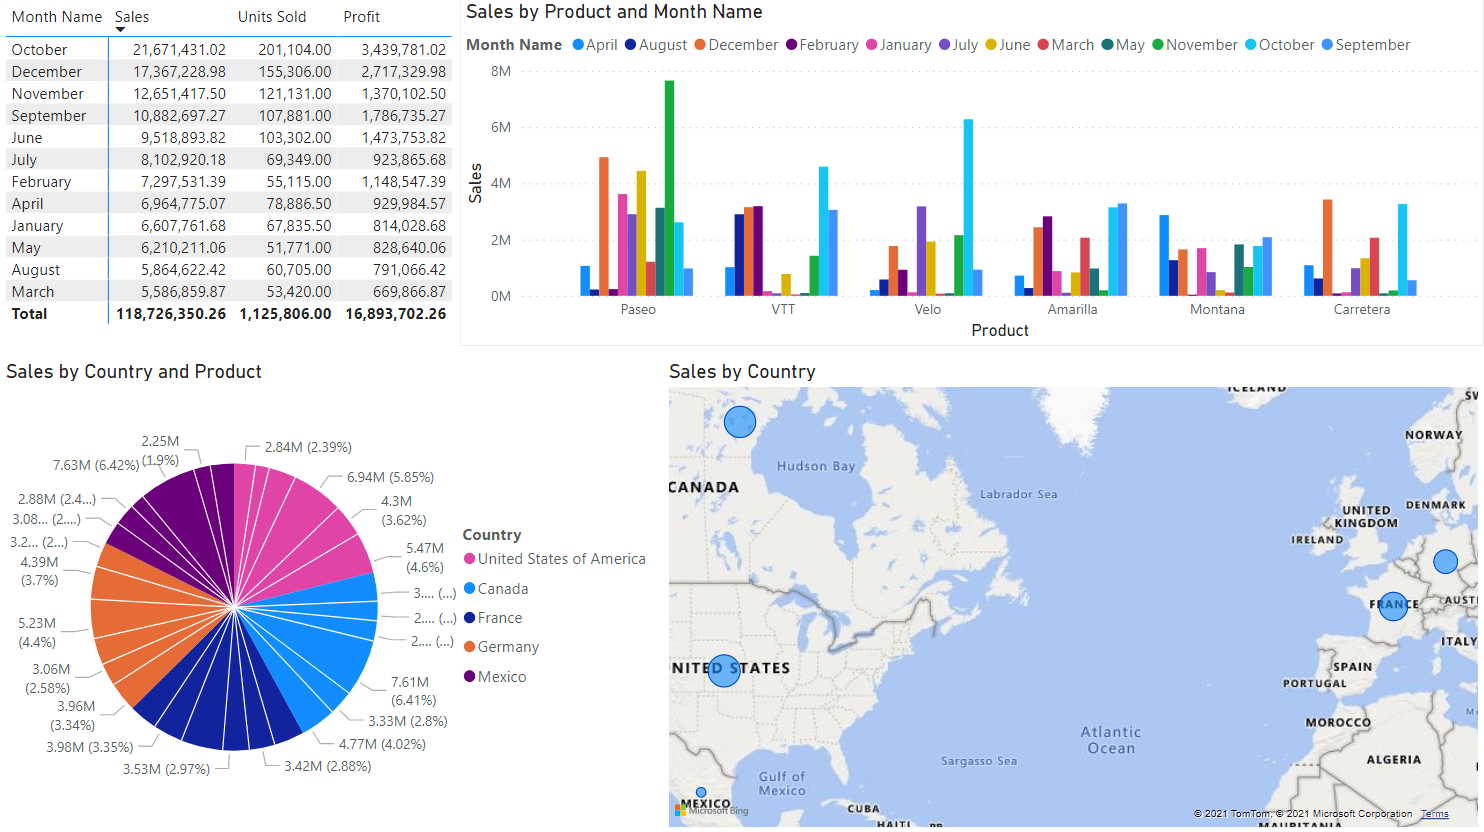 Month Name Sales Units Sold Profit
October 21,671,431.02 201,104.00 3,439,781.02
December 17,367,228.98 155,306.00 2,717,329.98
November 12,651,417.50 121,131.00 1,370,102.50
September 10,882,697.27 107,881.00 1,786,735.27
June 9,518,893.82 103,302.00 1,473,753.82
July 8,102,920.18 69,349.00 923,865.68
February 7,297,531.39 55,115.00 1,148,547.39
April 6,964,775.07 78,886.50 929,984.57
January 6,607,761.68 67,835.50 814,028.68
May 6,210,211.06 51,771.00 828,640.06
August 5,864,622.42 60,705.00 791,066.42
March 5,586,859.87 53,420.00 669,866.87
Total 118,726,350.26 1,125,806.00 16,893,702.26
Sales by Product and Month Name
Month Name April August December February January July June March May November October September
8M
6M
4M
2M
0M
Sales
Paseo VTT Velo Amarilla Montana Carretera
Product
Sales by Country and Product
2.84M (2.39%)
6.94M (5.85%)
4.3M
(3.62%)
5.47M
(4.6%)
3.... (...)
2.... (...)
2.... (...)
7.61M
(6.41%)
3.33M (2.8%)
4.77M (4.02%)
3.42M (2.88%)
3.53M (2.97%)
3.98M (3.35%)
3.96M
(3.34%)
3.06M
(2.58%)
5.23M
(4.4%)
4.39M
(3.7%)
3.2... (2...)
3.08... (2....)
2.88M (2.4...)
7.63M (6.42%)
2.25M
(1.9%)
Country
United States of America
Canada
France
Germany
Mexico
Sales by Country
ICELAND
SV
NORWAY
Hudson Bay
CANADA
Labrador Sea
UNITED
KINGDOM
DENMARK
IRELAND
FRANCE
AUST
ITALY
NITED STATES
SPAIN
PORTUGAL
Me
MOROCCO
Atlantic
Ocean
ALGERIA
Sargasso Sea
Gulf of
Mexico
MEXICO
Microsoft Bing
CUBA
HAITI
PR
MAURITANIA
© 2021 TomTom, © 2021 Microsoft Corporation Terms